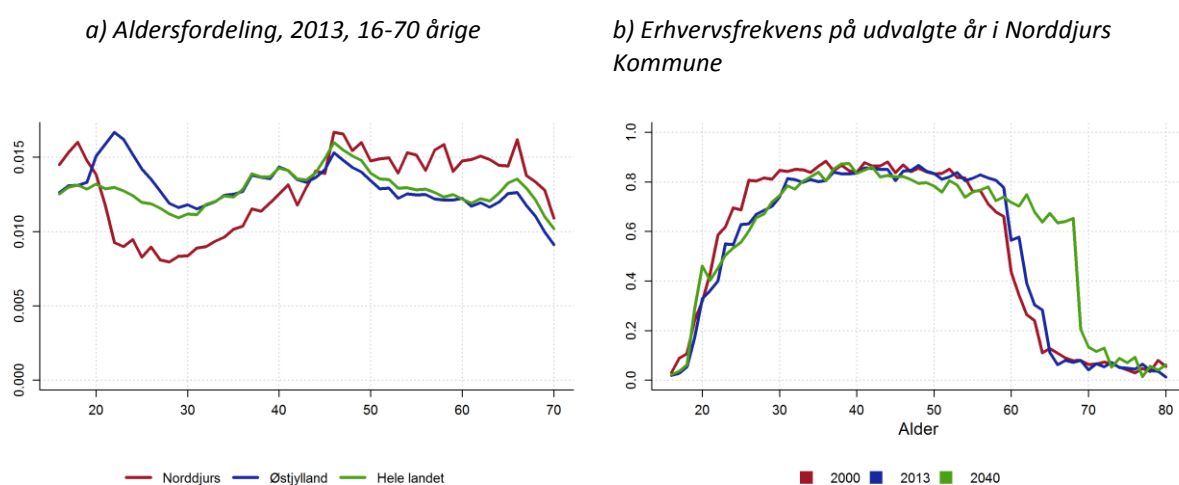 a) Aldersfordeling, 2013, 16-70 årige
0.015
0.010
0.005
0.000
20 30 40 50 60 70
Norddjurs Østjylland Hele landet
b) Erhvervsfrekvens på udvalgte år i Norddjurs
Kommune
1.0
0.8
0.6
0.4
0.2
0.0
20 30 40 50 60 70 80
Alder
2000 2013 2040